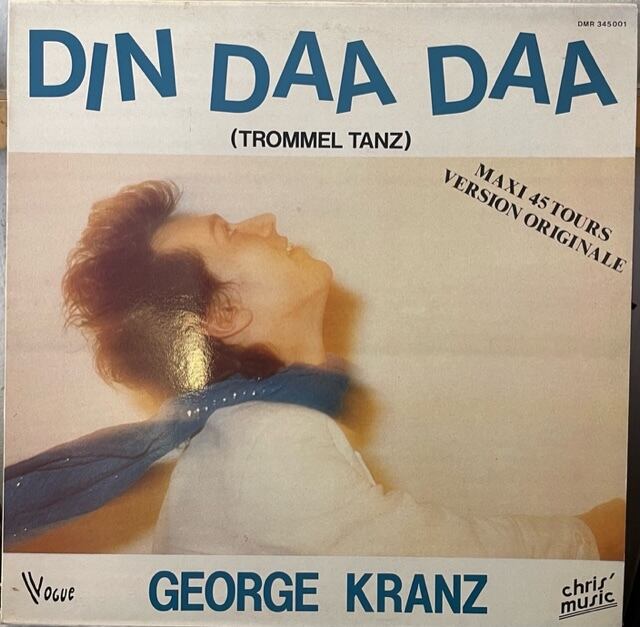 DMR 345001
DIN DAA DAA
(TROMMEL TANZ)
MAXI 45 TOURS
VERSION ORIGINALE
VOGUE
GEORGE KRANZ
chris'
music